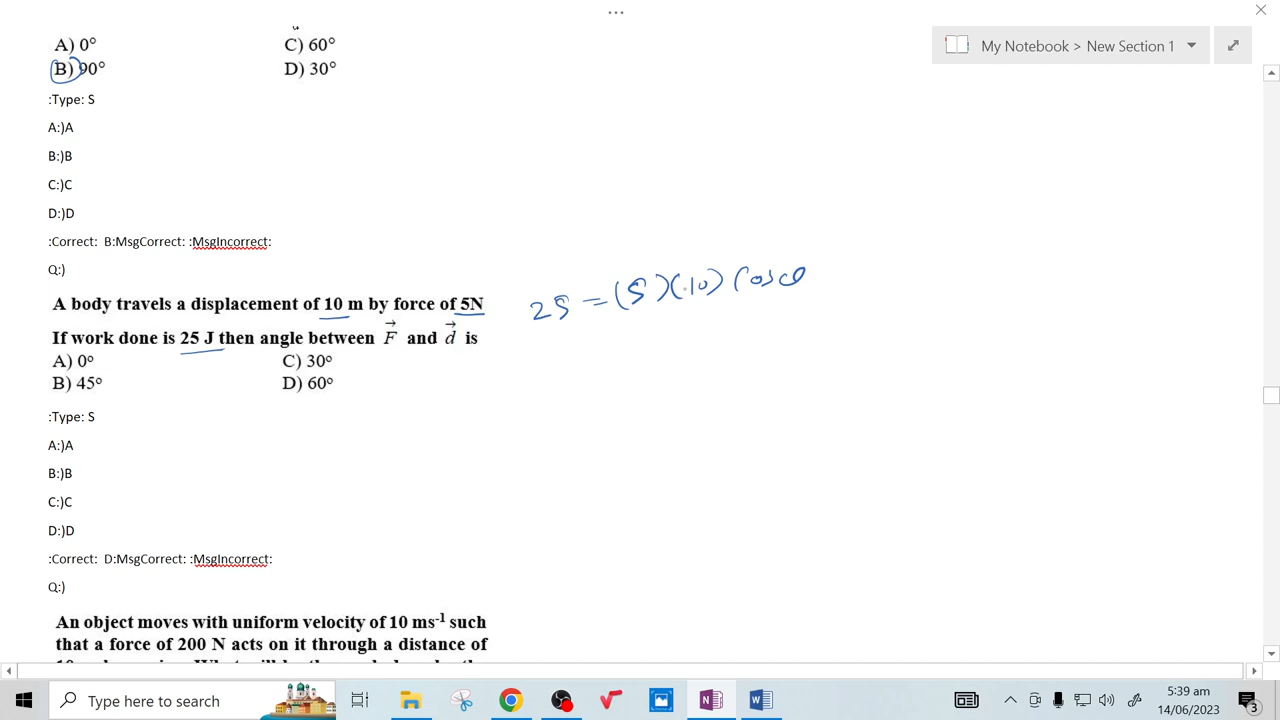 My Notebook > New Section 1
A) 0° C) 60°
B) 90° D) 30°
:Type: S
A:)A
B:)B
C:)C
D:)D
:Correct: B:MsgCorrect: :MsgIncorrect:
Q:)
A body travels a displacement of 10 m by force of 5N
If work done is 25 J then angle between F and d is
25 = (5)(10) Cosθ
A) 0° C) 30°
B) 45° D) 60°
:Type: S
A:)A
B:)B
C:)C
D:)D
:Correct: D:MsgCorrect: :MsgIncorrect:
Q:)
An object moves with uniform velocity of 10 ms-1 such
that a force of 200 N acts on it through a distance of
Type here to search
5:39 am
14/06/2023
3